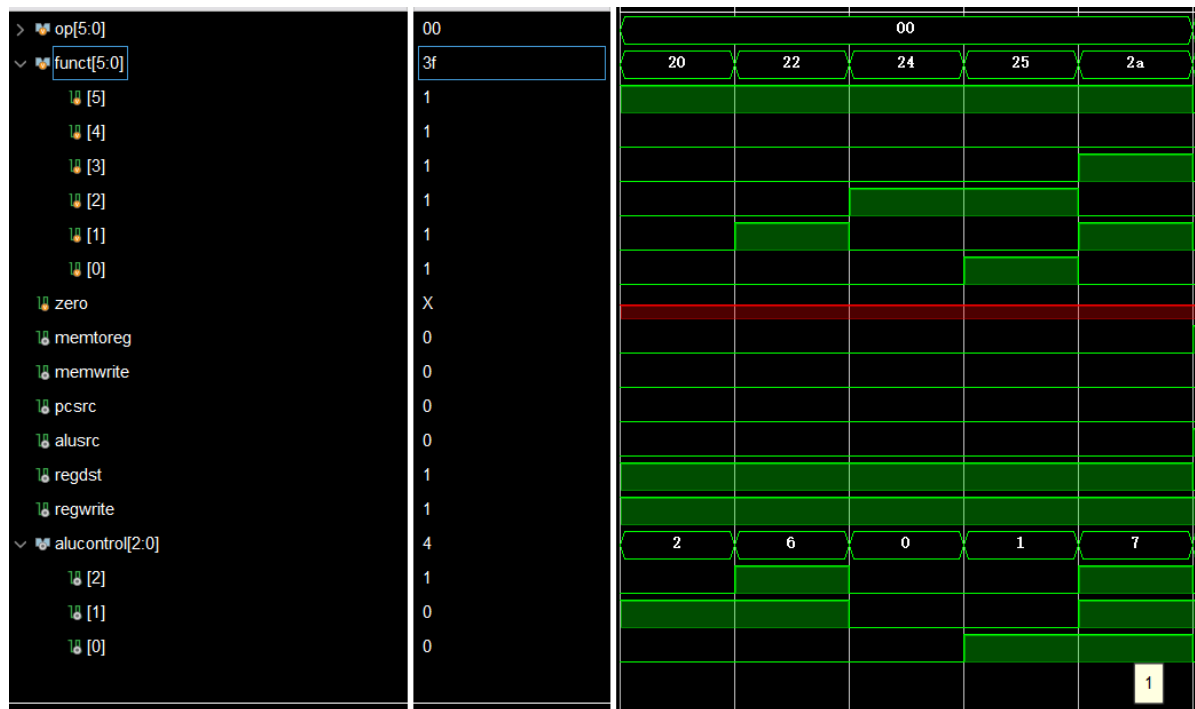 op[5:0] 00 00
funct[5:0] 3f 20 22 24 25 2a
[5] 1
[4] 1
[3] 1
[2] 1
[1] 1
[0] 1
zero X
memtoreg 0
memwrite 0
pcsrc 0
alusrc 0
regdst 1
regwrite 1
alucontrol[2:0] 4 2 6 0 1 7
[2] 1
[1] 0
[0] 0
1